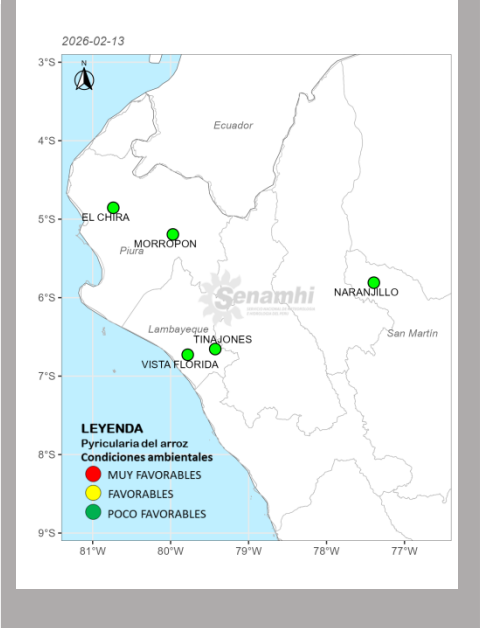 2026-02-13
3°S
N
Ecuador
4°S
5°S
EL CHIRA
MORROPON
Piura
6°S
NARANJILLO
Senamhi
Lambayeque
San Martín
TINAJONES
VISTA FLORIDA
7°S
LEYENDA
Pyricularia del arroz
Condiciones ambientales
8°S
MUY FAVORABLES
FAVORABLES
POCO FAVORABLES
9°S
81°W 80°W 79°W 78°W 77°W